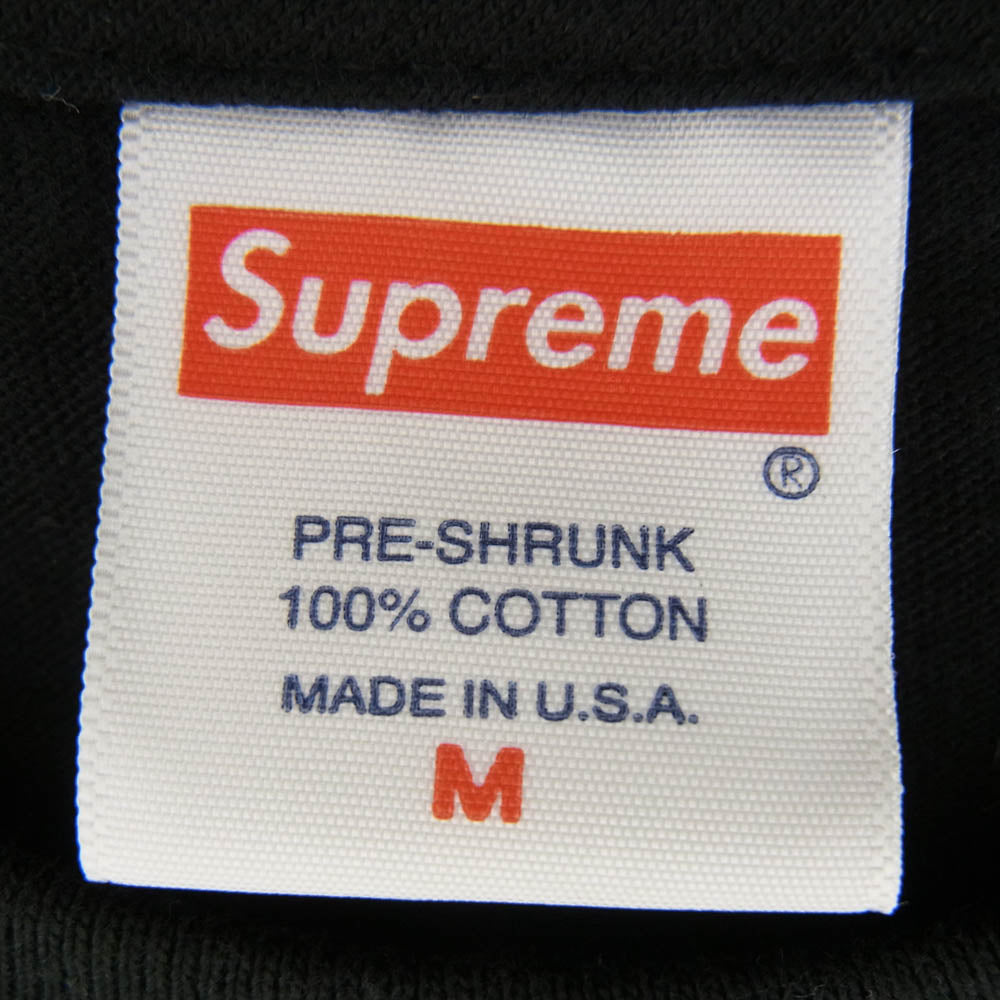 Supreme
®
PRE-SHRUNK
100% COTTON
MADE IN U.S.A.
M